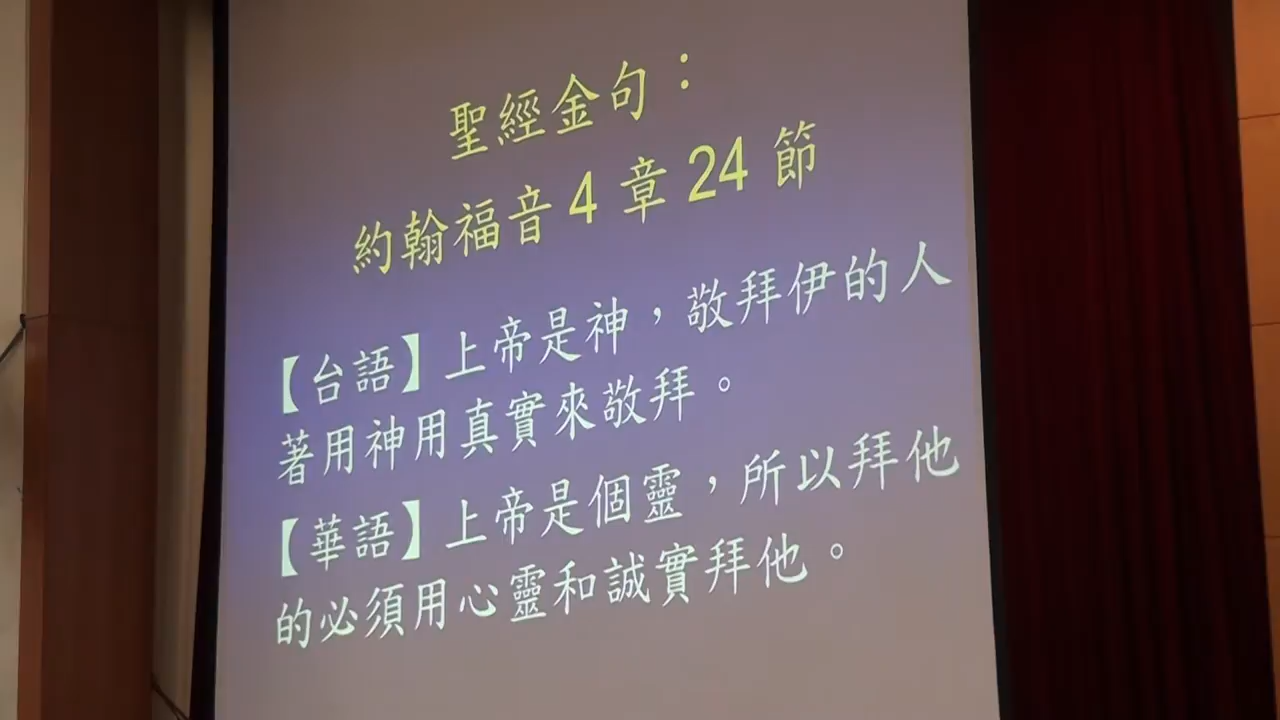 聖經金句：
約翰福音4章24節
【台語】上帝是神，敬拜伊的人
著用神用真實來敬拜。
【華語】上帝是個靈，所以拜他
的必須用心靈和誠實拜他。